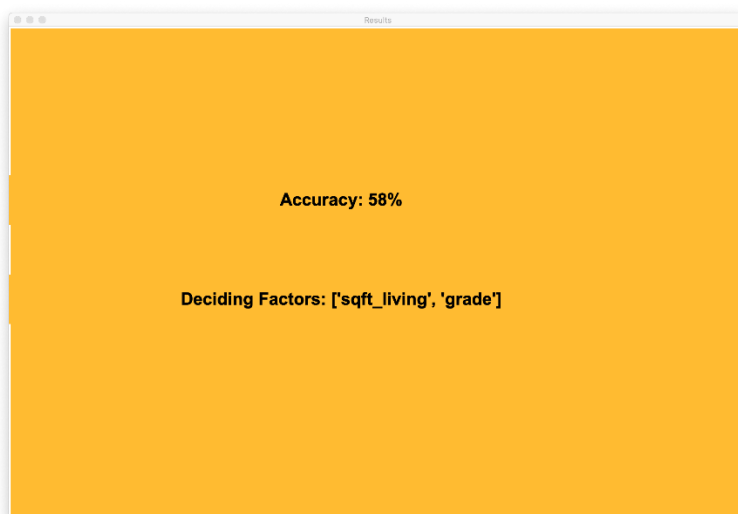 Results
Accuracy: 58%
Deciding Factors: ['sqft_living', 'grade']